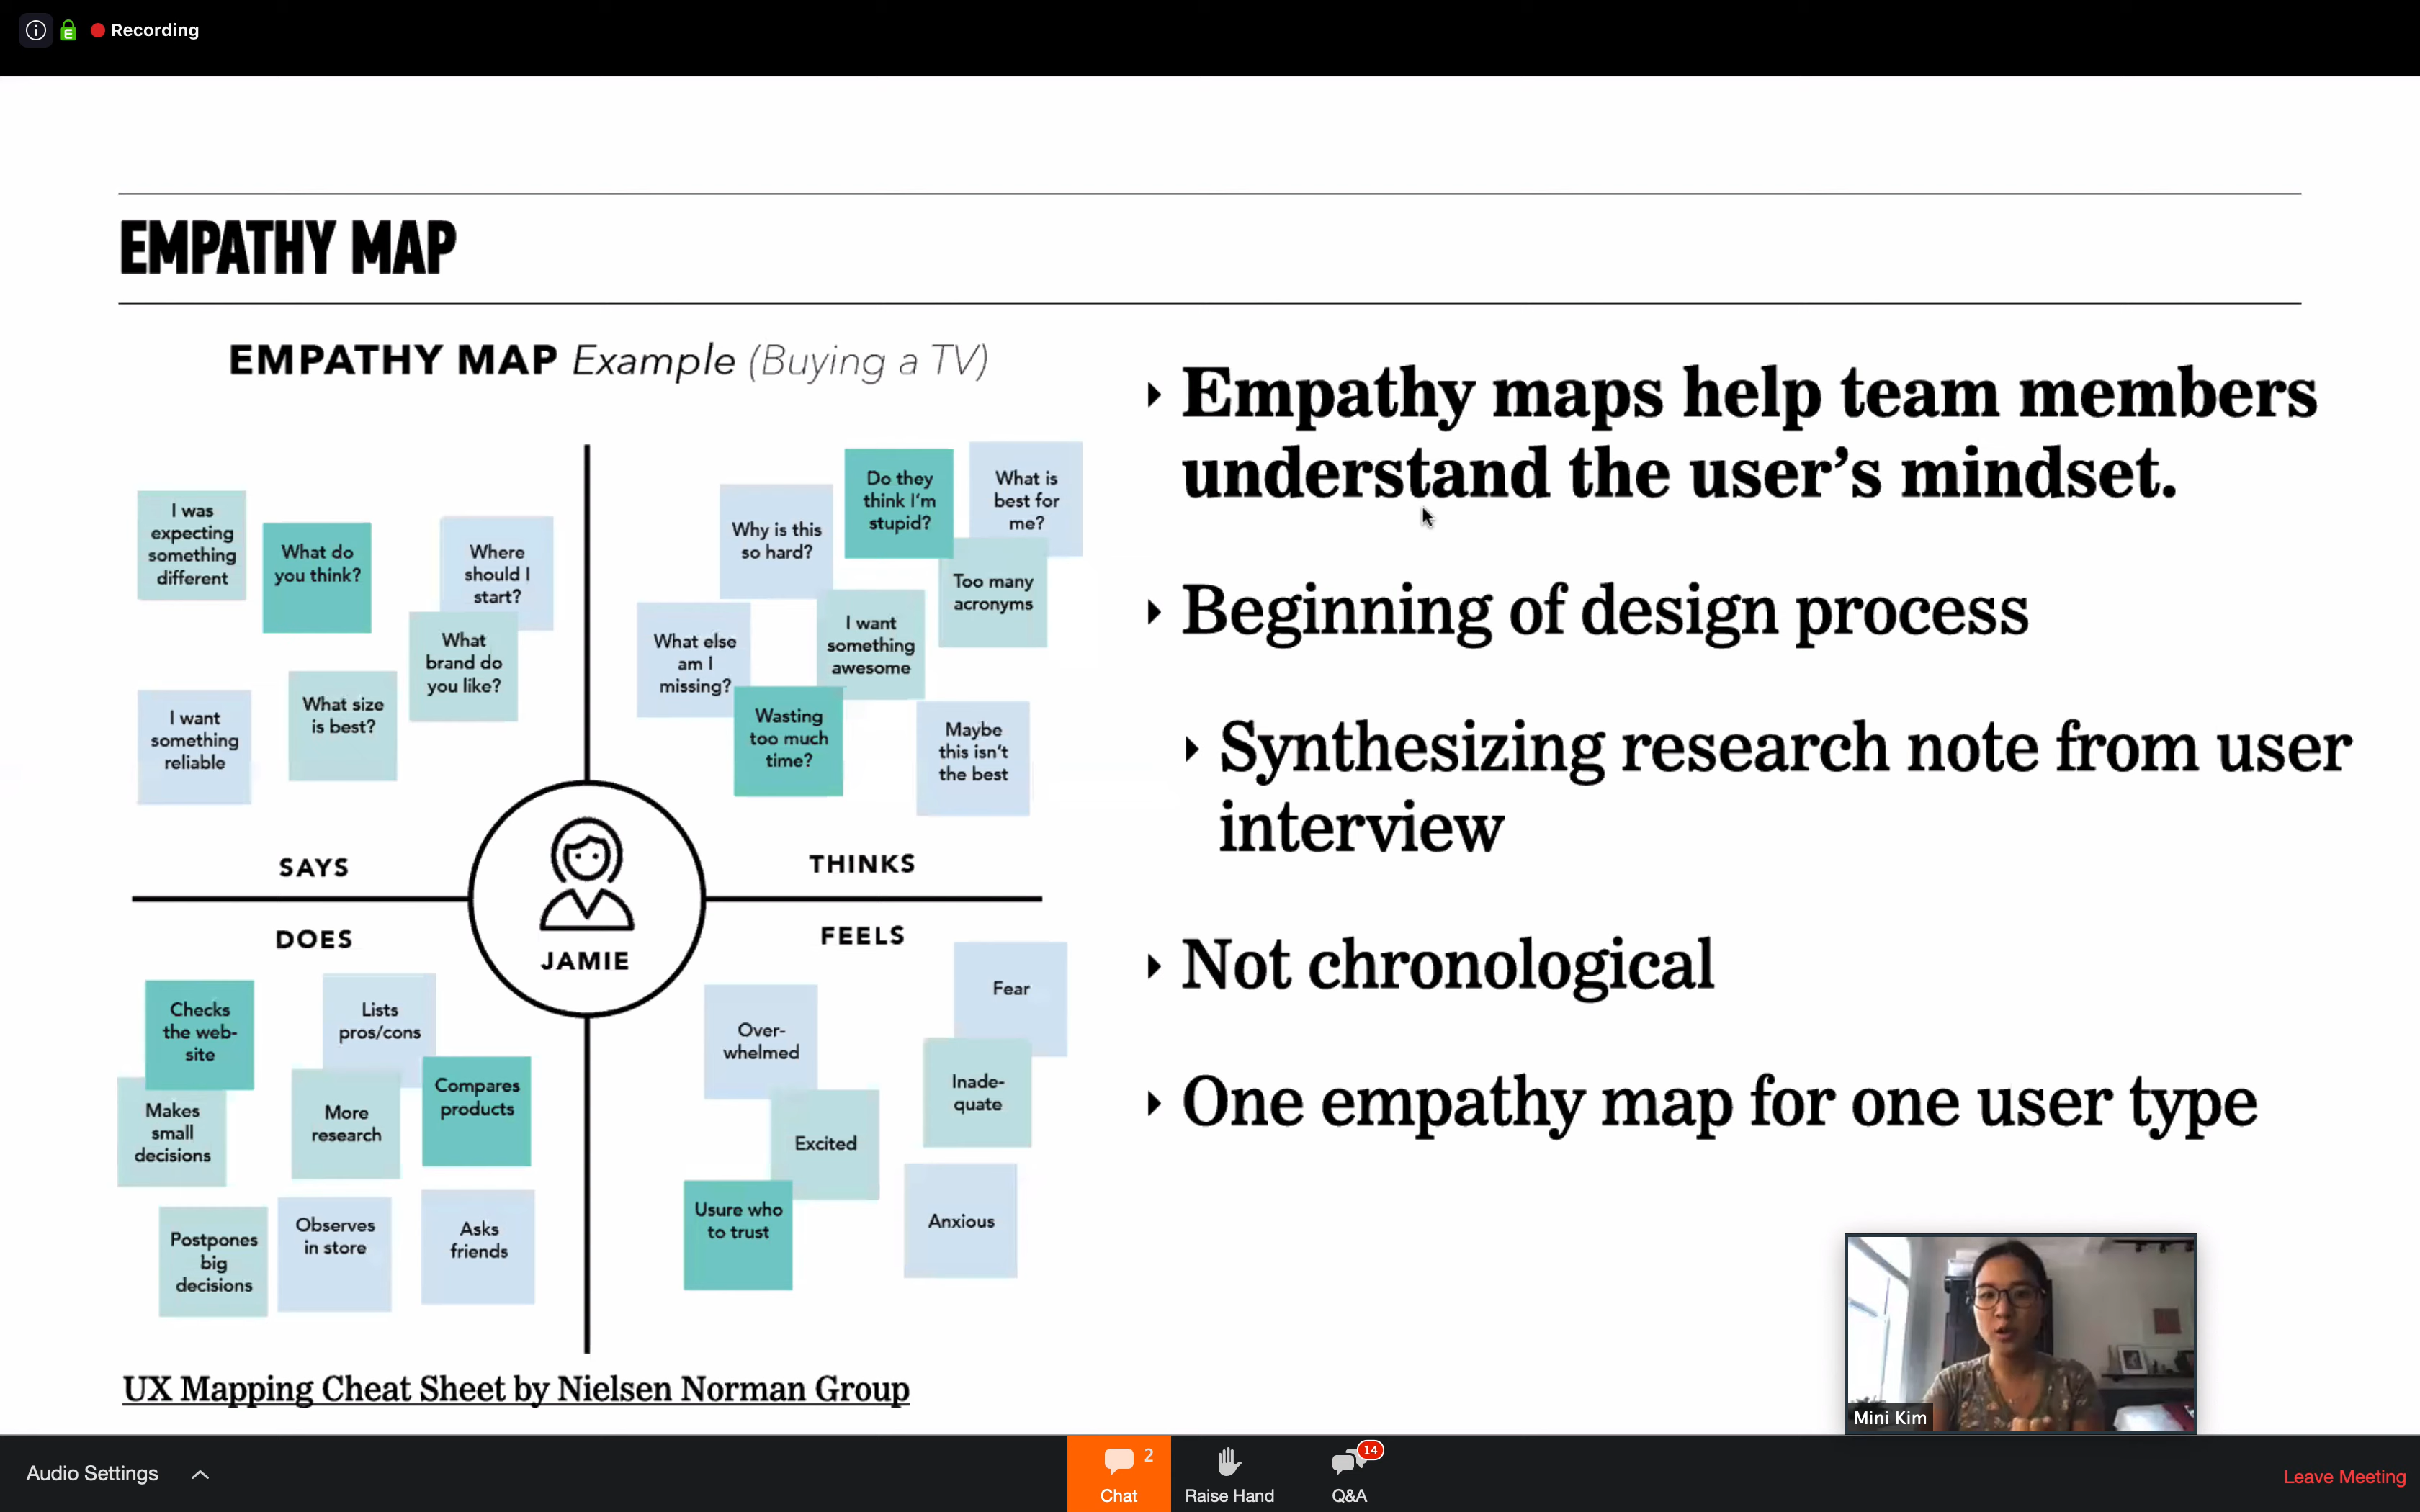 Recording
EMPATHY MAP
EMPATHY MAP Example (Buying a TV)
I was
expecting
something
different
What do
you think?
Where
should I
start?
What
brand do
you like?
What size
is best?
I want
something
reliable
SAYS
Why is this
so hard?
Do they
think I'm
stupid?
What is
best for
me?
Too many
acronyms
What else
am I
missing?
I want
something
awesome
Wasting
too much
time?
Maybe
this isn't
the best
THINKS
JAMIE
DOES
Checks
the web-
site
Lists
pros/cons
Compares
products
Makes
small
decisions
More
research
Postpones
big
decisions
Observes
in store
Asks
friends
FEELS
Fear
Over-
whelmed
Inade-
quate
Excited
Usure who
to trust
Anxious
UX Mapping Cheat Sheet by Nielsen Norman Group
Empathy maps help team members
understand the user’s mindset.
Beginning of design process
Synthesizing research note from user
interview
Not chronological
One empathy map for one user type
Mini Kim
Audio Settings
Chat 2
Raise Hand
Q&A 14
Leave Meeting